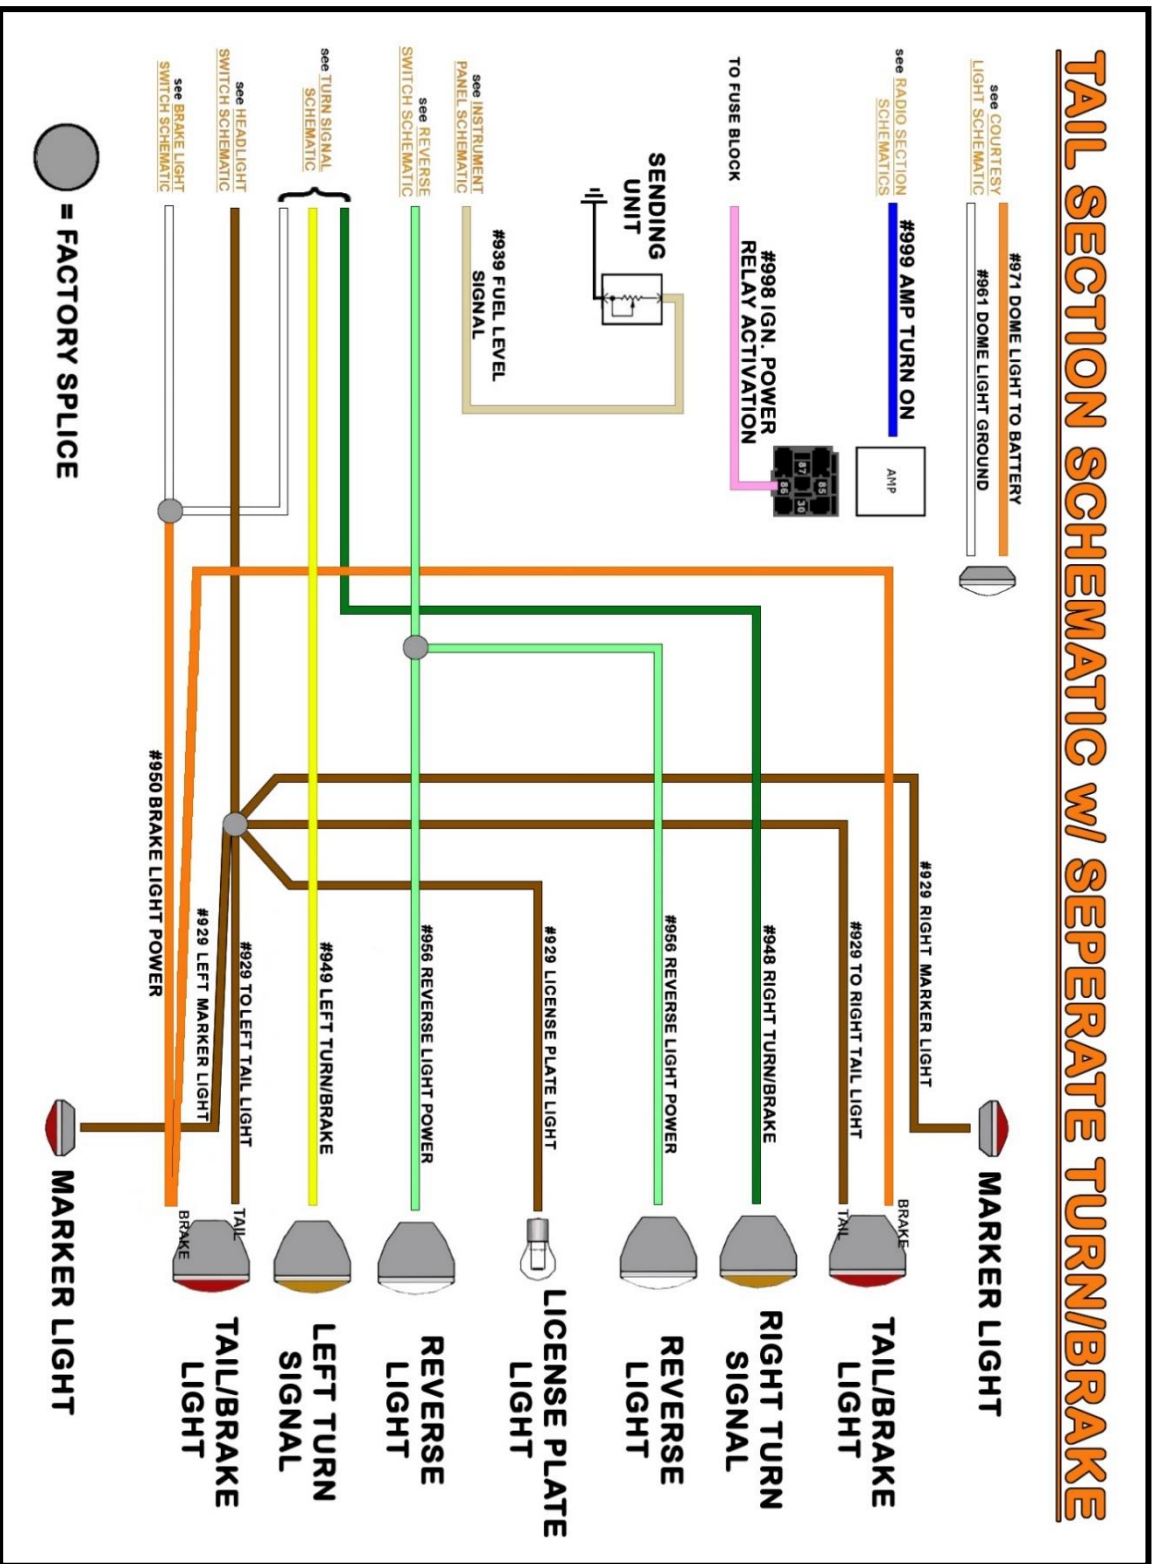 TAIL SECTION SCHEMATIC W/ SEPERATE TURN/BRAKE
see COURTESY
LIGHT SCHEMATIC
#971 DOME LIGHT TO BATTERY
#961 DOME LIGHT GROUND
see RADIO SECTION
SCHEMATICS
#999 AMP TURN ON
AMP
TO FUSE BLOCK
#998 IGN. POWER
RELAY ACTIVATION
87
85
86
30
SENDING
UNIT
see INSTRUMENT
PANEL SCHEMATIC
#939 FUEL LEVEL
SIGNAL
see REVERSE
SWITCH SCHEMATIC
see TURN SIGNAL
SCHEMATIC
see HEADLIGHT
SWITCH SCHEMATIC
see BRAKE LIGHT
SWITCH SCHEMATIC
= FACTORY SPLICE
#929 RIGHT MARKER LIGHT
MARKER LIGHT
BRAKE
#929 TO RIGHT TAIL LIGHT
TAIL
TAIL/BRAKE
LIGHT
#948 RIGHT TURN/BRAKE
RIGHT TURN
SIGNAL
#956 REVERSE LIGHT POWER
REVERSE
LIGHT
#929 LICENSE PLATE LIGHT
LICENSE PLATE
LIGHT
#956 REVERSE LIGHT POWER
REVERSE
LIGHT
#949 LEFT TURN/BRAKE
LEFT TURN
SIGNAL
#929 TO LEFT TAIL LIGHT
TAIL
#929 LEFT MARKER LIGHT
BRAKE
TAIL/BRAKE
LIGHT
#950 BRAKE LIGHT POWER
MARKER LIGHT